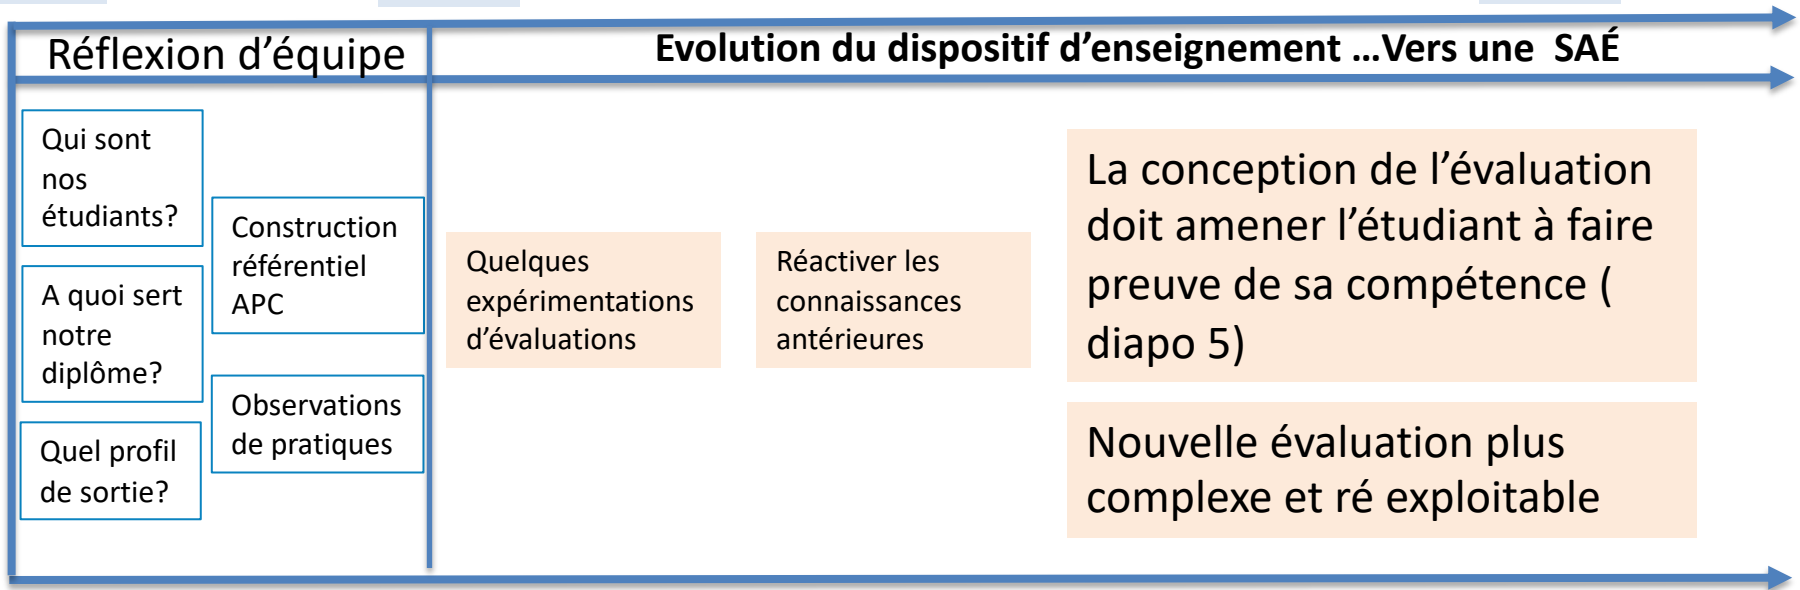 Réflexion d'équipe
Evolution du dispositif d'enseignement ...Vers une SAÉ
Qui sont
nos
étudiants?
A quoi sert
notre
diplôme?
Quel profil
de sortie?
Construction
référentiel
APC
Observations
de pratiques
Quelques
expérimentations
d'évaluations
Réactiver les
connaissances
antérieures
La conception de l'évaluation
doit amener l'étudiant à faire
preuve de sa compétence (
diapo 5)
Nouvelle évaluation plus
complexe et ré exploitable